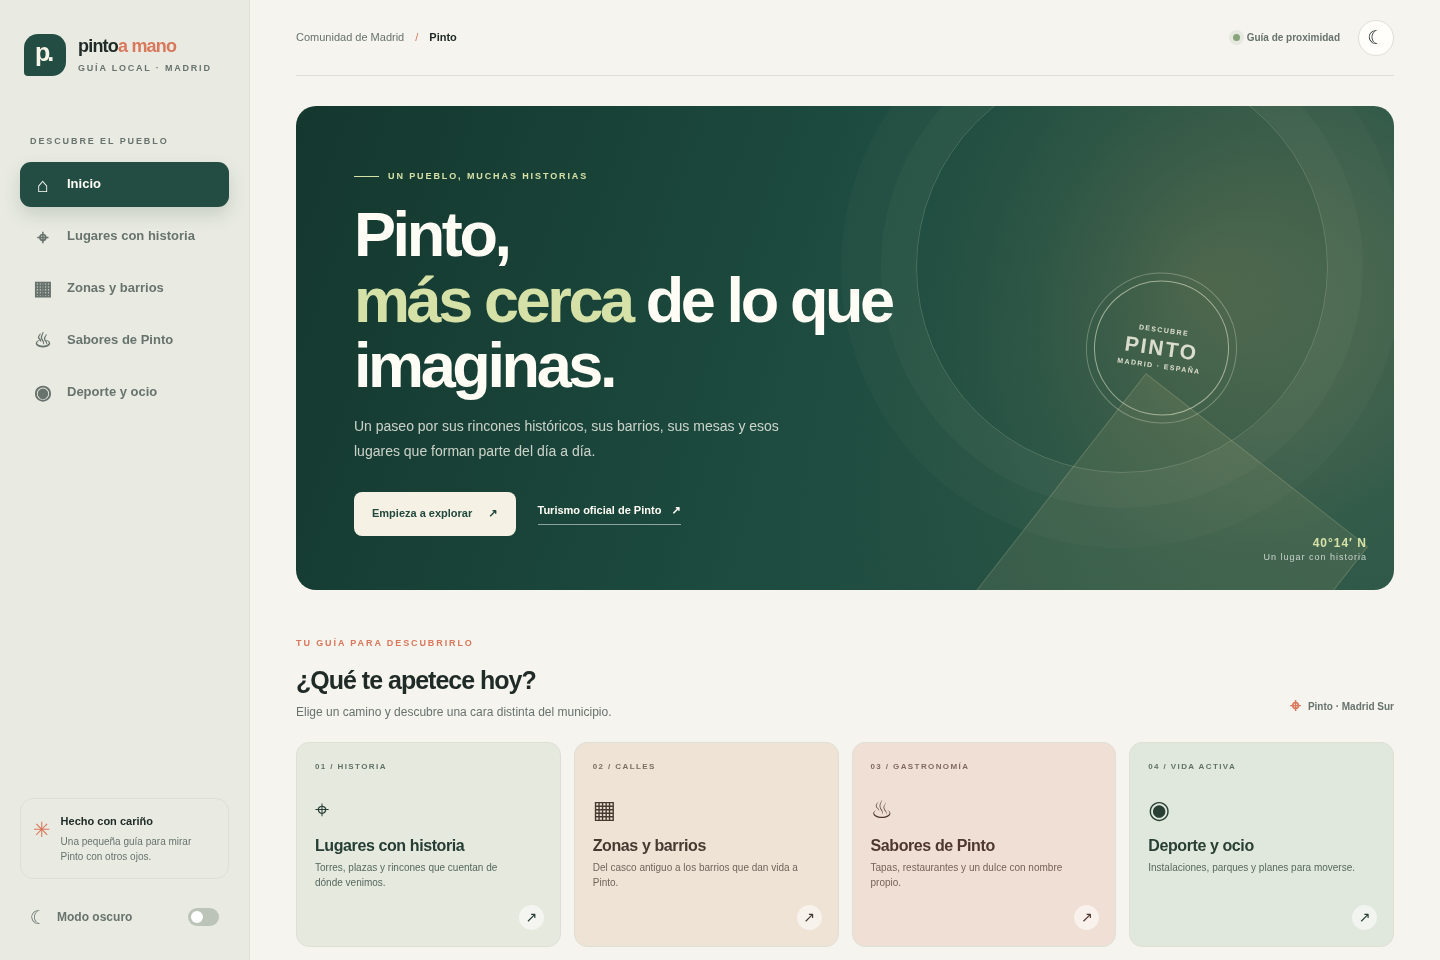 p.
pintoa mano
GUÍA LOCAL · MADRID
DESCUBRE EL PUEBLO
Inicio
Lugares con historia
Zonas y barrios
Sabores de Pinto
Deporte y ocio
Hecho con cariño
Una pequeña guía para mirar
Pinto con otros ojos.
Modo oscuro
Comunidad de Madrid / Pinto
Guía de proximidad
UN PUEBLO, MUCHAS HISTORIAS
Pinto,
más cerca de lo que
imaginas.
Un paseo por sus rincones históricos, sus barrios, sus mesas y esos
lugares que forman parte del día a día.
Empieza a explorar ↗
Turismo oficial de Pinto ↗
DESCUBRE
PINTO
MADRID · ESPAÑA
40°14′ N
Un lugar con historia
TU GUÍA PARA DESCUBRIRLO
¿Qué te apetece hoy?
Elige un camino y descubre una cara distinta del municipio.
Pinto · Madrid Sur
01 / HISTORIA
Lugares con historia
Torres, plazas y rincones que cuentan de
dónde venimos.
↗
02 / CALLES
Zonas y barrios
Del casco antiguo a los barrios que dan vida a
Pinto.
↗
03 / GASTRONOMÍA
Sabores de Pinto
Tapas, restaurantes y un dulce con nombre
propio.
↗
04 / VIDA ACTIVA
Deporte y ocio
Instalaciones, parques y planes para moverse.
↗